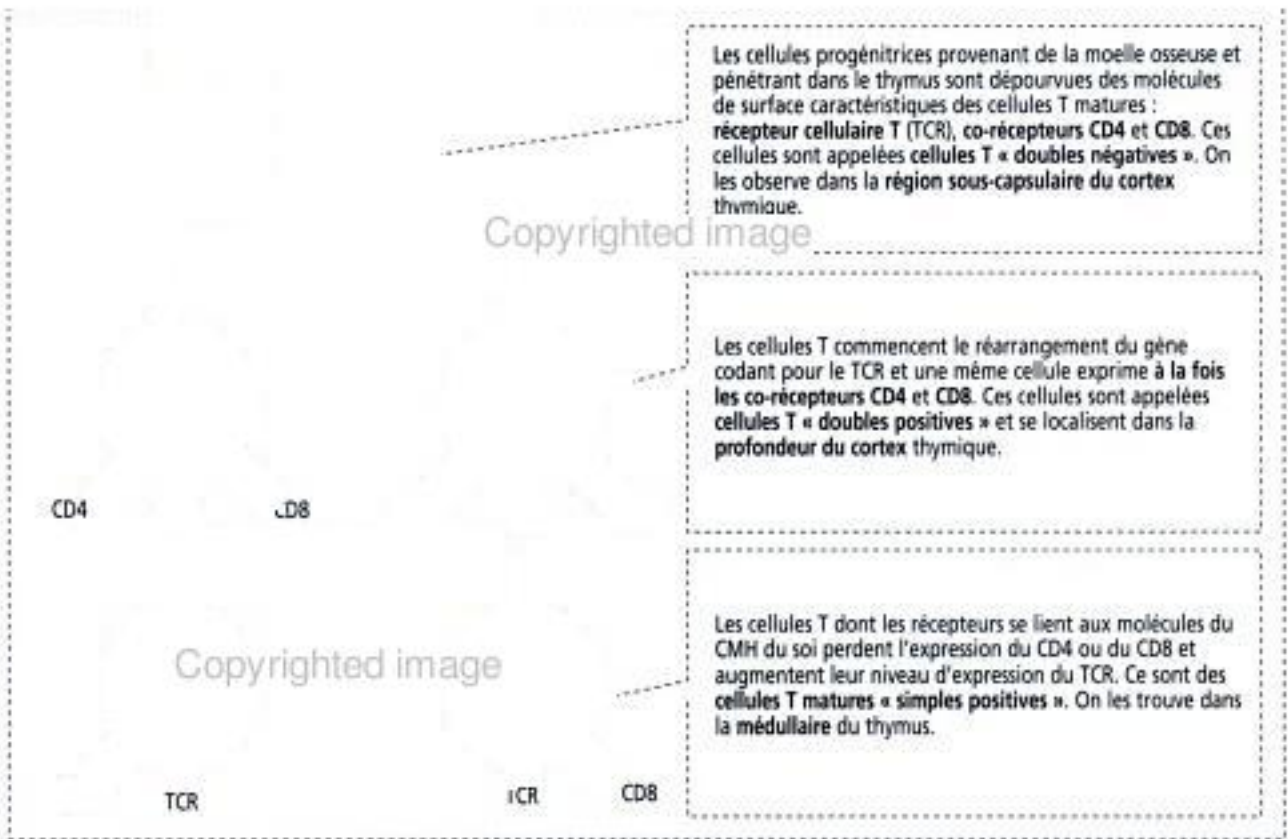 Les cellules progénitrices provenant de la moelle osseuse et
pénétrant dans le thymus sont dépourvues des molécules
de surface caractéristiques des cellules T matures :
récepteur cellulaire T (TCR), co-récepteurs CD4 et CD8. Ces
cellules sont appelées cellules T « doubles négatives ». On
les observe dans la région sous-capsulaire du cortex
thymique.
Copyrighted image
Les cellules T commencent le réarrangement du gène
codant pour le TCR et une même cellule exprime à la fois
les co-récepteurs CD4 et CD8. Ces cellules sont appelées
cellules T « doubles positives » et se localisent dans la
profondeur du cortex thymique.
CD4 CD8
Les cellules T dont les récepteurs se lient aux molécules du
CMH du soi perdent l'expression du CD4 ou du CD8 et
augmentent leur niveau d'expression du TCR. Ce sont des
cellules T matures « simples positives ». On les trouve dans
la médullaire du thymus.
Copyrighted image
TCR TCR CD8